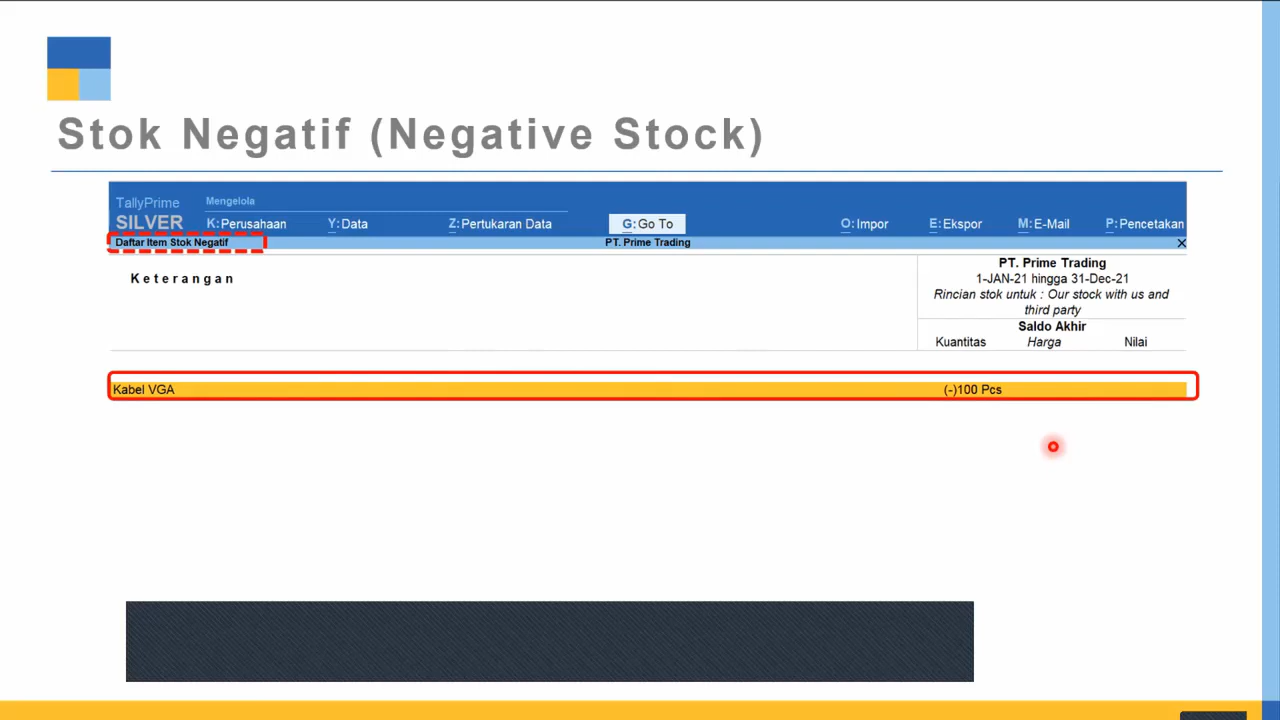 Stok Negatif (Negative Stock)
TallyPrime
Mengelola
SILVER K:Perusahaan Y:Data Z:Pertukaran Data G:Go To O:Impor E:Ekspor M:E-Mail P:Pencetakan
Daftar Item Stok Negatif PT. Prime Trading ✕
Keterangan
PT. Prime Trading
1-JAN-21 hingga 31-Dec-21
Rincian stok untuk : Our stock with us and
third party
Saldo Akhir
Kuantitas Harga Nilai
Kabel VGA (-)100 Pcs